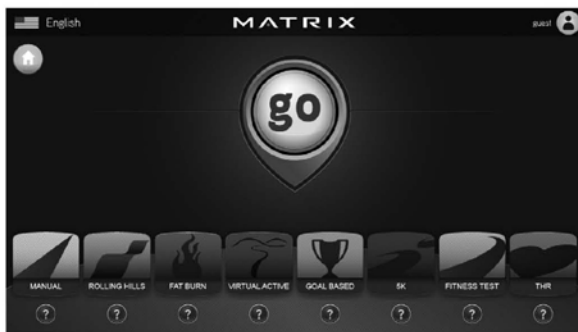 English MATRIX guest
go
MANUAL ROLLING HILLS FAT BURN VIRTUAL ACTIVE GOAL BASED 5K FITNESS TEST THR
? ? ? ? ? ? ? ?